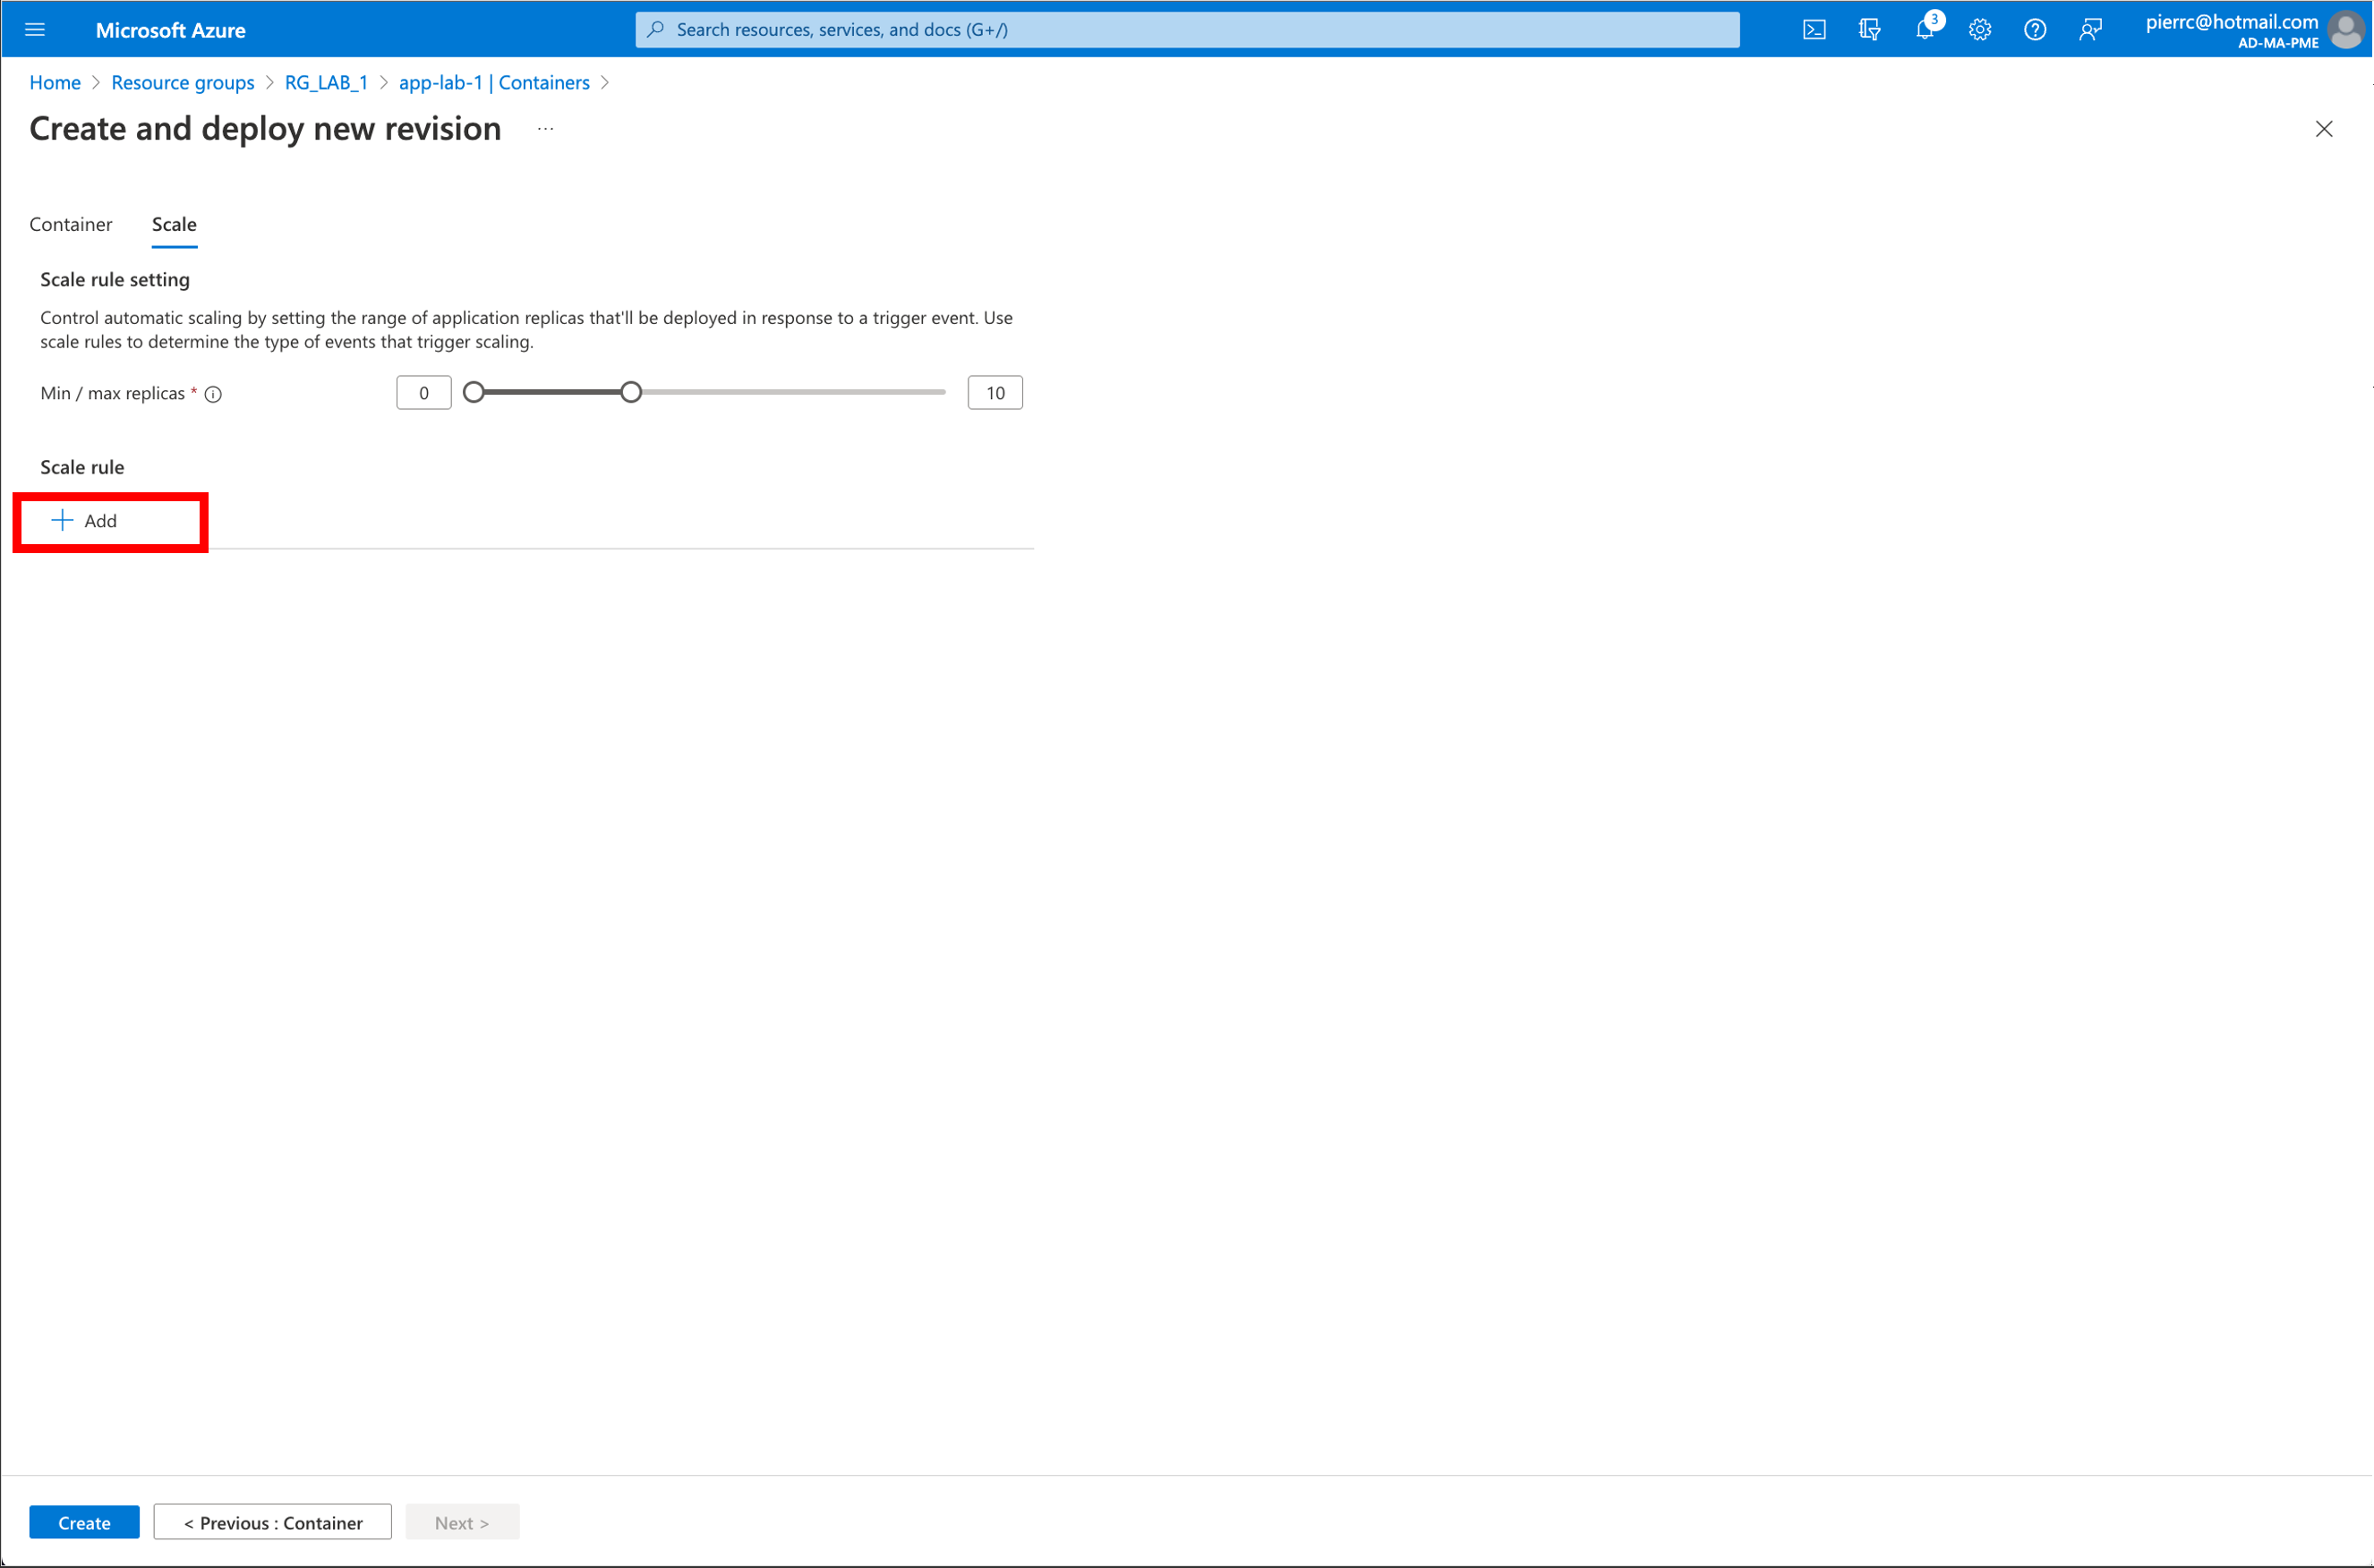 Microsoft Azure
Search resources, services, and docs (G+/)
3
pierrc@hotmail.com
AD-MA-PME
Home > Resource groups > RG_LAB_1 > app-lab-1 | Containers >
Create and deploy new revision ...
Container Scale
Scale rule setting
Control automatic scaling by setting the range of application replicas that'll be deployed in response to a trigger event. Use
scale rules to determine the type of events that trigger scaling.
Min / max replicas * 0 10
Scale rule
+ Add
Create < Previous : Container Next >